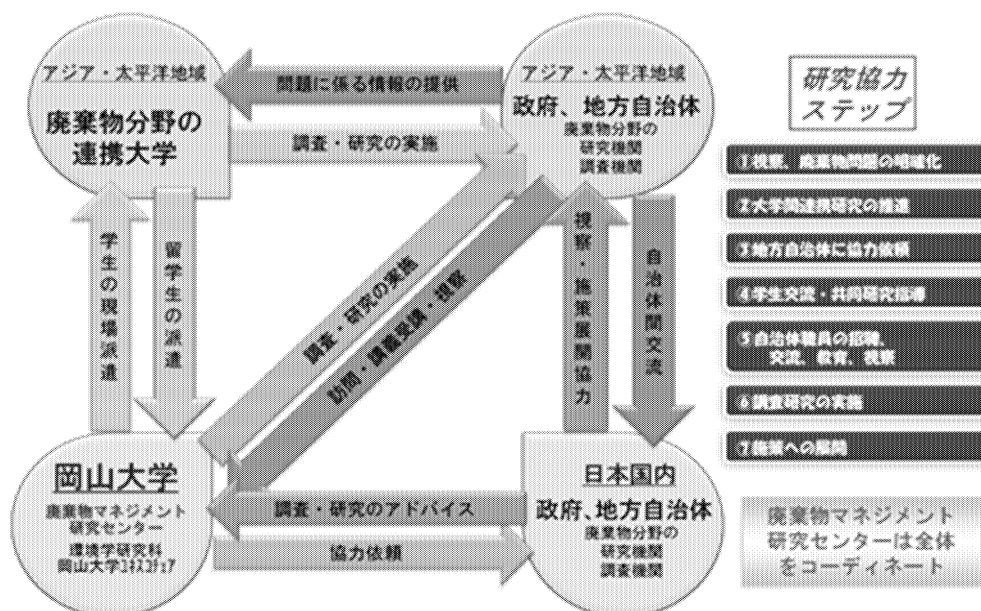 アジア・太平洋地域
廃棄物分野の
連携大学
問題に係る情報の提供
調査・研究の実施
アジア・太平洋地域
政府、地方自治体
廃棄物分野の
研究機関
調査機関
研究協力
ステップ
①視察、廃棄物問題の明確化
②大学間連携研究の推進
③地方自治体に協力依頼
④学生交流・共同研究指導
⑤自治体職員の招聘、
交流、教育、視察
⑥調査研究の実施
⑦施策への展開
学生の現場派遣
留学生の派遣
調査・研究の実施
訪問・講義受講・視察
視察・施策展開協力
自治体間交流
岡山大学
廃棄物マネジメント
研究センター
環境学研究科
岡山大学ユネスコチェア
調査・研究のアドバイス
協力依頼
日本国内
政府、地方自治体
廃棄物分野の
研究機関
調査機関
廃棄物マネジメント
研究センターは全体
をコーディネート